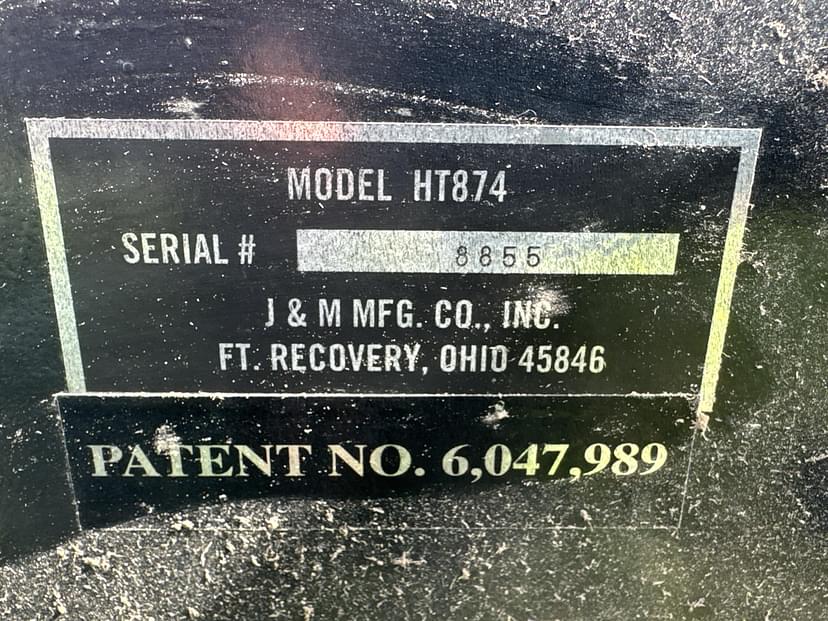 MODEL HT874
SERIAL # 8855
J & M MFG. CO., INC.
FT. RECOVERY, OHIO 45846
PATENT NO. 6,047,989